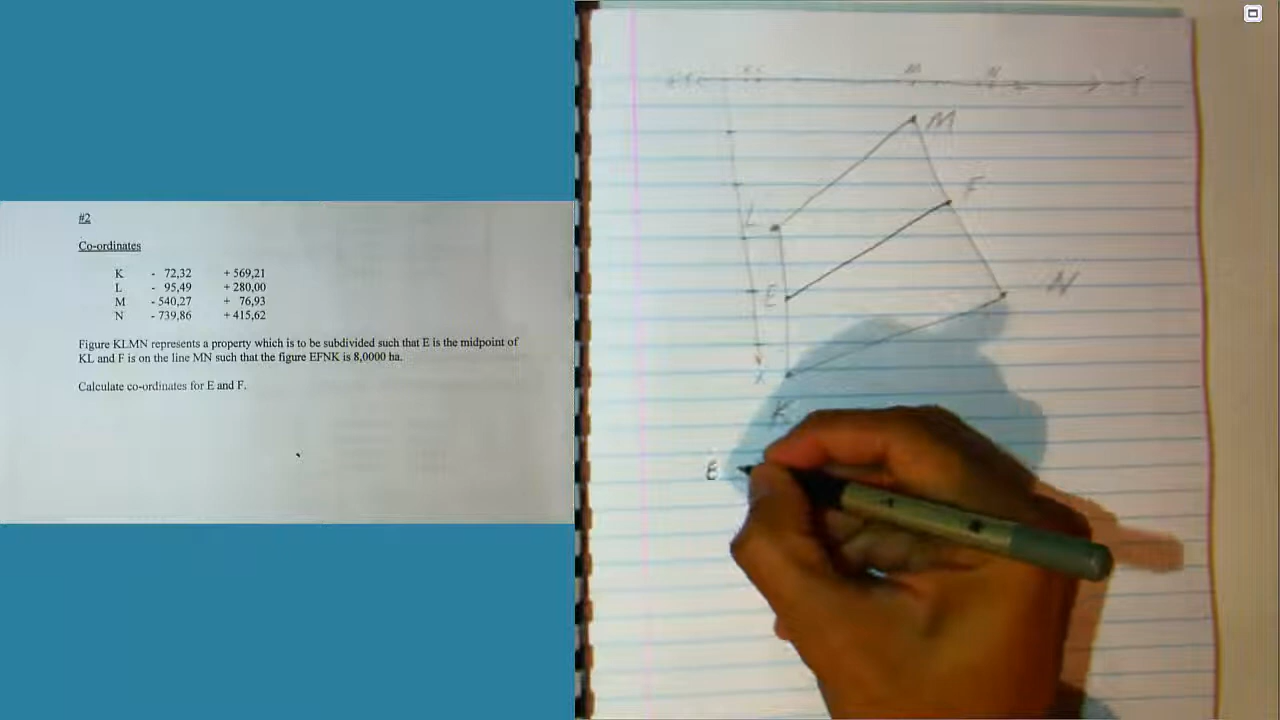 #2
Co-ordinates
K - 72,32 + 569,21
L - 95,49 + 280,00
M - 540,27 + 76,93
N - 739,86 + 415,62
Figure KLMN represents a property which is to be subdivided such that E is the midpoint of
KL and F is on the line MN such that the figure EFNK is 8,0000 ha.
Calculate co-ordinates for E and F.
M N Y
M
F
L
E
N
X
K